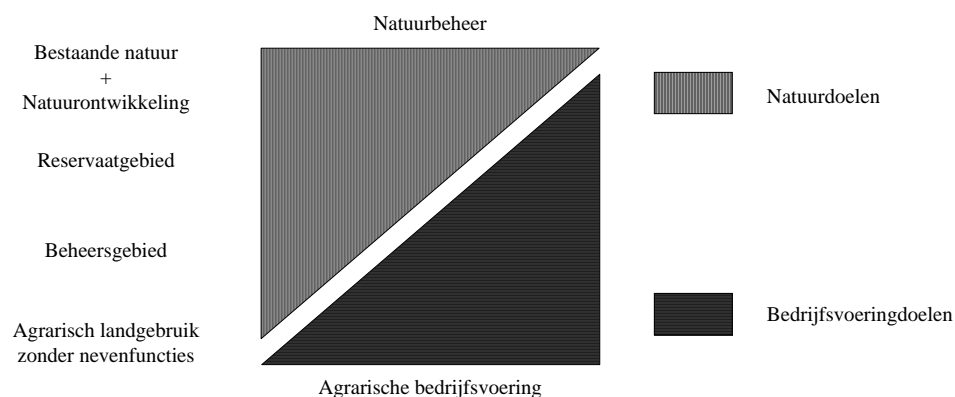 Natuurbeheer
Bestaande natuur
+
Natuurontwikkeling
Reservaatgebied
Beheersgebied
Agrarisch landgebruik
zonder nevenfuncties
Agrarische bedrijfsvoering
Natuurdoelen
Bedrijfsvoeringdoelen